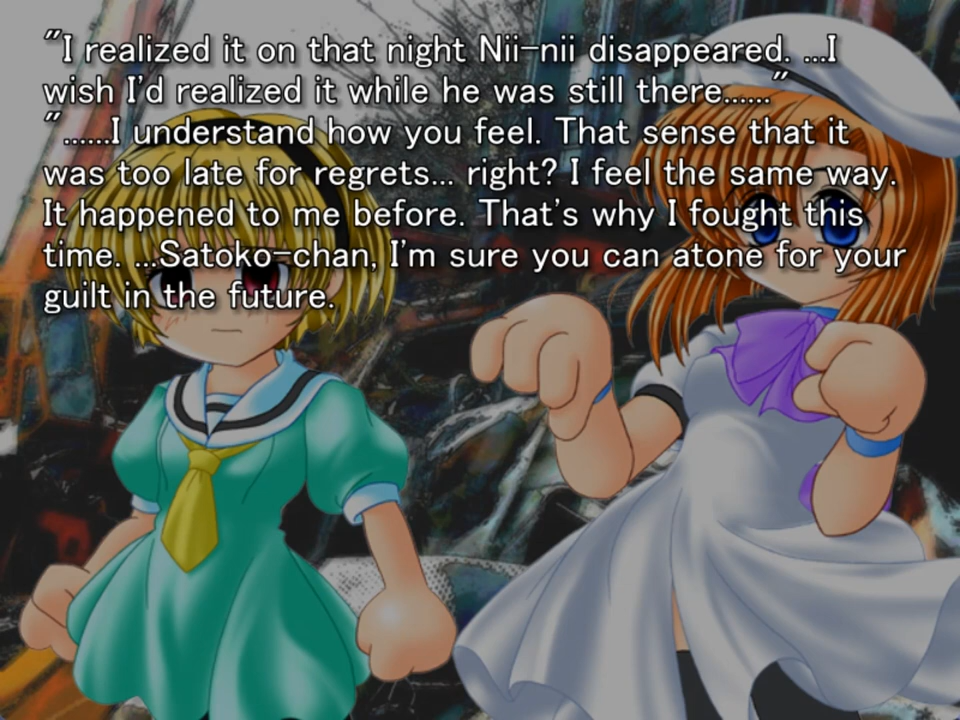 "I realized it on that night Nii-nii disappeared. ...I
wish I'd realized it while he was still there......"
"......I understand how you feel. That sense that it
was too late for regrets... right? I feel the same way.
It happened to me before. That's why I fought this
time. ...Satoko-chan, I'm sure you can atone for your
guilt in the future.